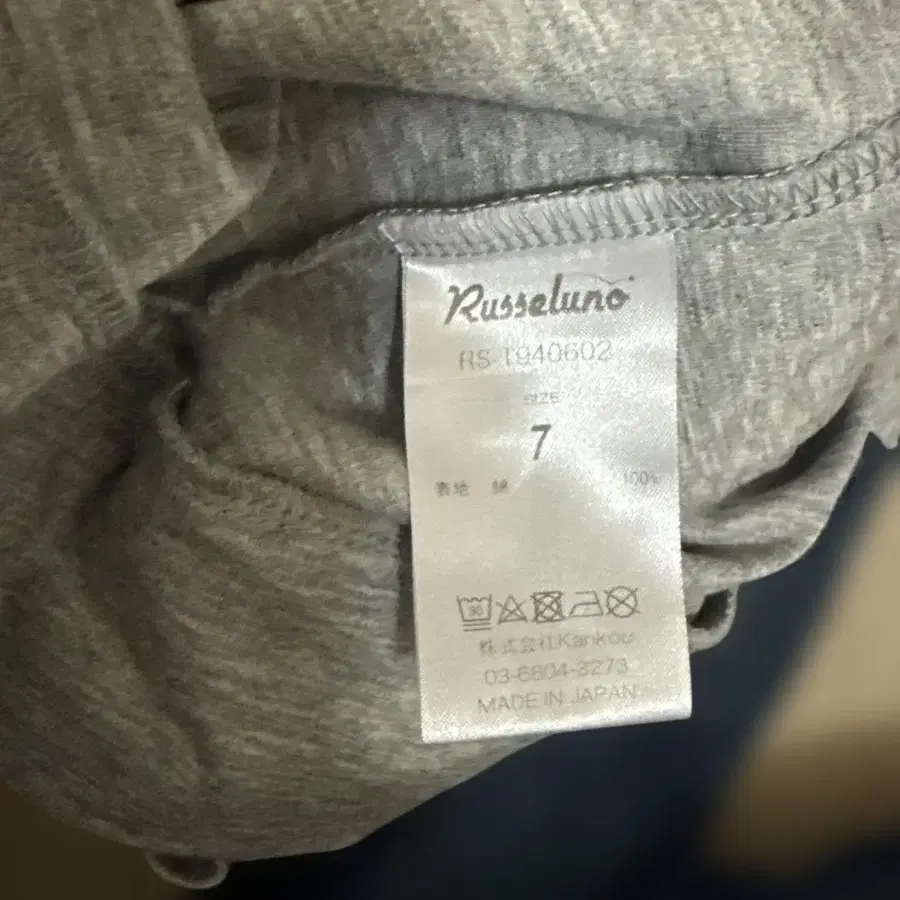 Russeluno
RS-1940602
SIZE
7
表地 綿 100%
30
株式会社Kankou
03-6804-3273
MADE IN JAPAN